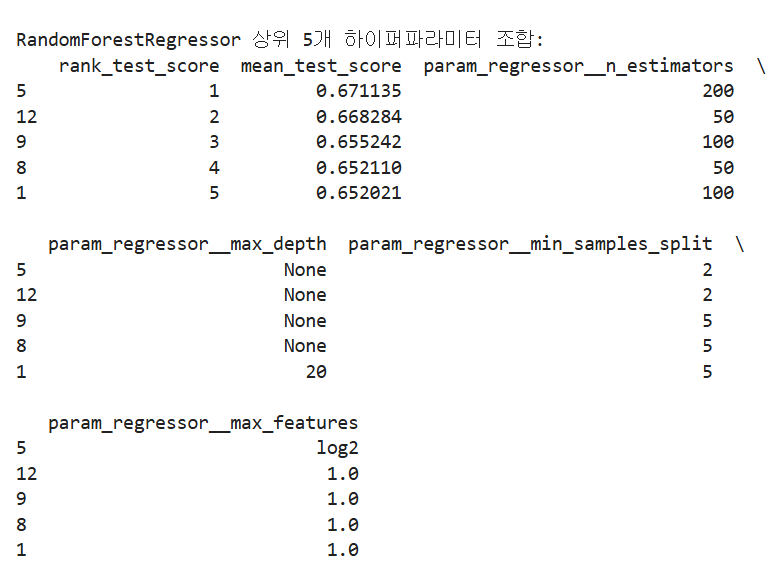 RandomForestRegressor 상위 5개 하이퍼파라미터 조합:
rank_test_score mean_test_score param_regressor__n_estimators \
5 1 0.671135 200
12 2 0.668284 50
9 3 0.655242 100
8 4 0.652110 50
1 5 0.652021 100
param_regressor__max_depth param_regressor__min_samples_split \
5 None 2
12 None 2
9 None 5
8 None 5
1 20 5
param_regressor__max_features
5 log2
12 1.0
9 1.0
8 1.0
1 1.0